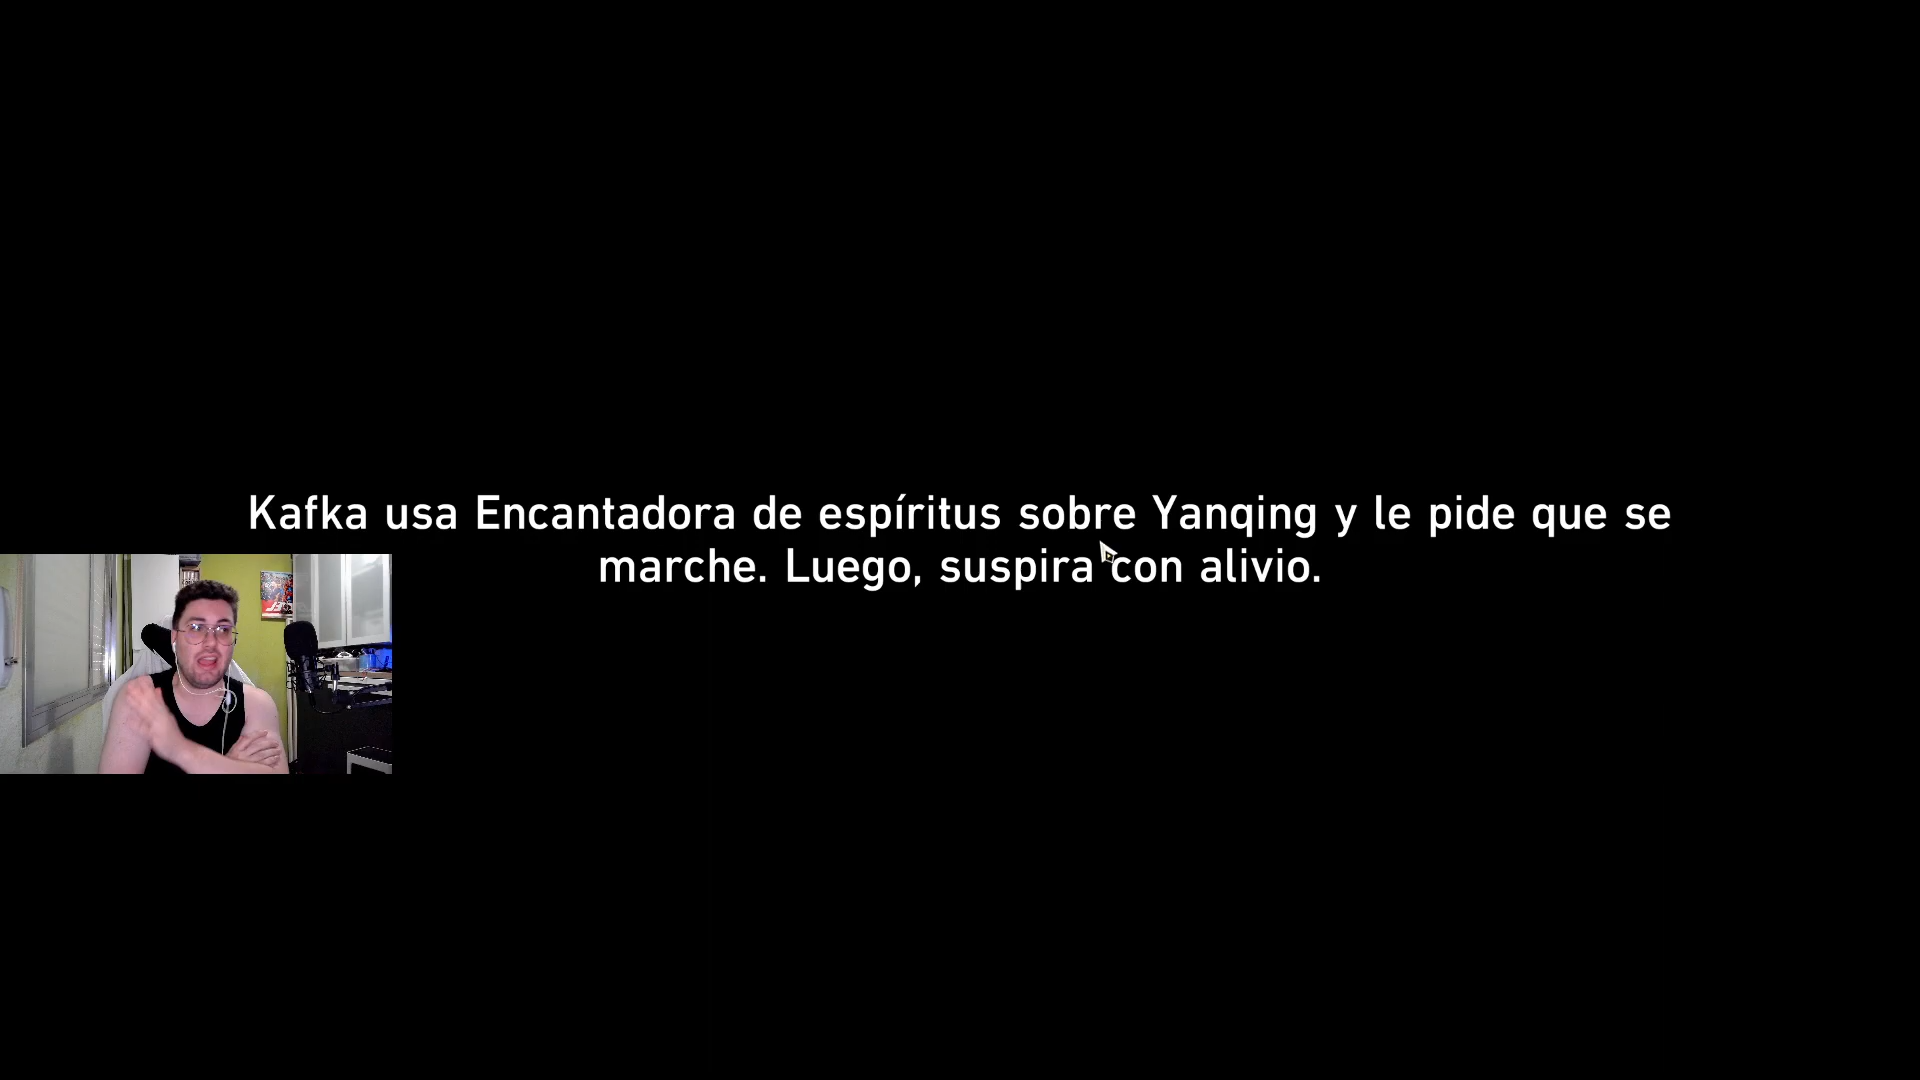 Kafka usa Encantadora de espíritus sobre Yanqing y le pide que se
marche. Luego, suspira con alivio.